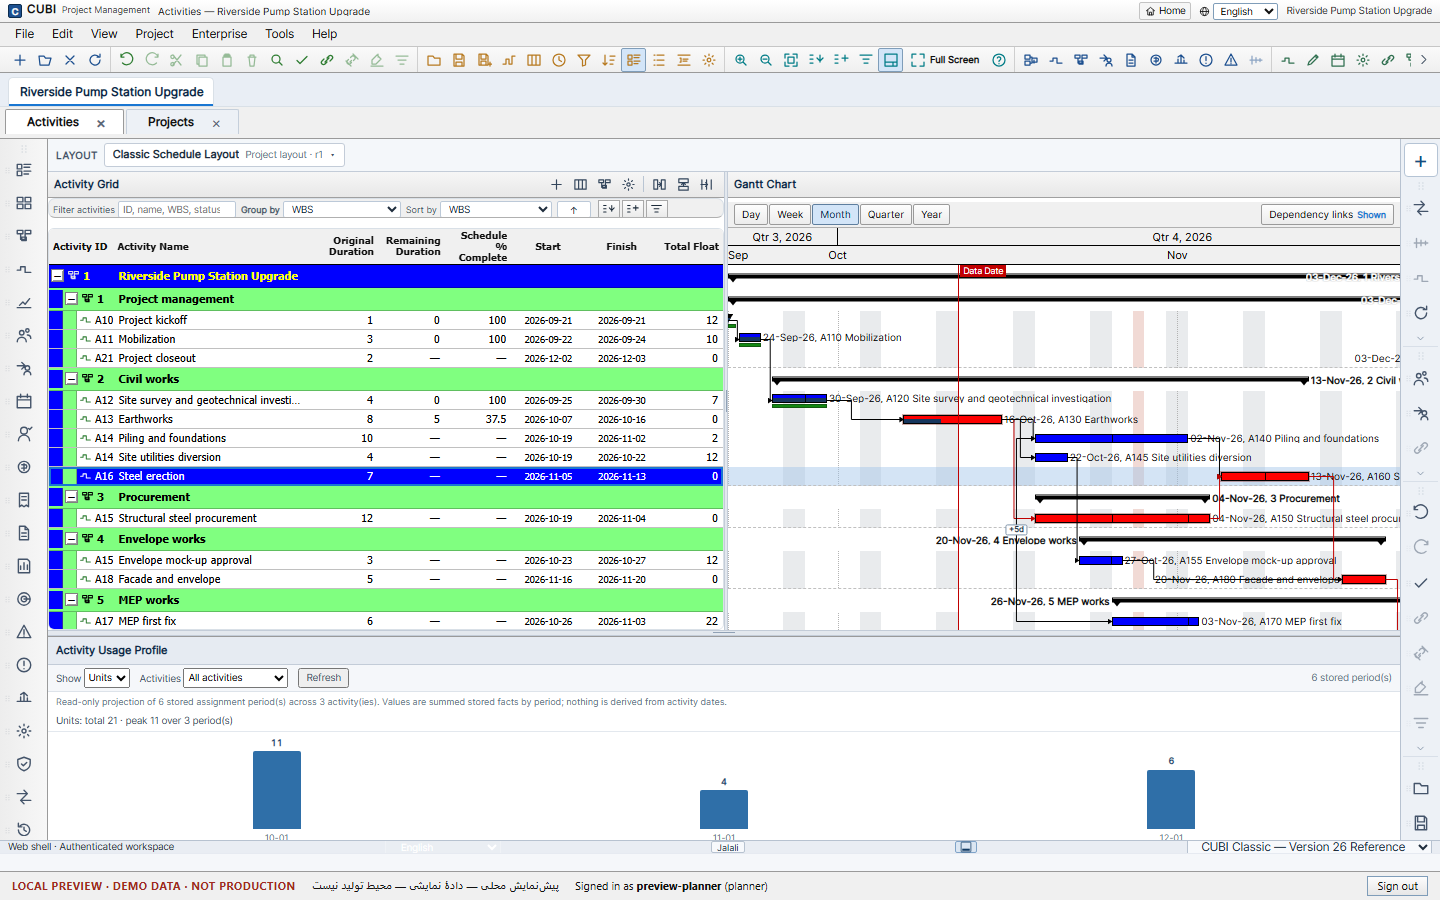 C CUBI Project Management Activities — Riverside Pump Station Upgrade Home English Riverside Pump Station Upgrade
File Edit View Project Enterprise Tools Help
Full Screen
Riverside Pump Station Upgrade
Activities × Projects ×
LAYOUT Classic Schedule Layout Project layout · r1
Activity Grid
Gantt Chart
Filter activities ID, name, WBS, status Group by WBS Sort by WBS
Day Week Month Quarter Year Dependency links Shown
Activity ID Activity Name Original Duration Remaining Duration Schedule % Complete Start Finish Total Float
Qtr 3, 2026 Qtr 4, 2026
Sep Oct Nov
Data Date
1 Riverside Pump Station Upgrade
1 Project management
A10 Project kickoff 1 0 100 2026-09-21 2026-09-21 12
A11 Mobilization 3 0 100 2026-09-22 2026-09-24 10
24-Sep-26, A110 Mobilization
A21 Project closeout 2 — — 2026-12-02 2026-12-03 0
03-Dec-2
2 Civil works
13-Nov-26, 2 Civil
A12 Site survey and geotechnical investi... 4 0 100 2026-09-25 2026-09-30 7
30-Sep-26, A120 Site survey and geotechnical investigation
A13 Earthworks 8 5 37.5 2026-10-07 2026-10-16 0
16-Oct-26, A130 Earthworks
A14 Piling and foundations 10 — — 2026-10-19 2026-11-02 2
02-Nov-26, A140 Piling and foundations
A14 Site utilities diversion 4 — — 2026-10-19 2026-10-22 12
22-Oct-26, A145 Site utilities diversion
A16 Steel erection 7 — — 2026-11-05 2026-11-13 0
13-Nov-26, A160 S
3 Procurement
04-Nov-26, 3 Procurement
A15 Structural steel procurement 12 — — 2026-10-19 2026-11-04 0
04-Nov-26, A150 Structural steel procur
+5d
4 Envelope works
20-Nov-26, 4 Envelope works
A15 Envelope mock-up approval 3 — — 2026-10-23 2026-10-27 12
27-Oct-26, A155 Envelope mock-up approval
A18 Facade and envelope 5 — — 2026-11-16 2026-11-20 0
20-Nov-26, A180 Facade and envelope
5 MEP works
26-Nov-26, 5 MEP works
A17 MEP first fix 6 — — 2026-10-26 2026-11-03 22
03-Nov-26, A170 MEP first fix
Activity Usage Profile
Show Units Activities All activities Refresh 6 stored period(s)
Read-only projection of 6 stored assignment period(s) across 3 activity(ies). Values are summed stored facts by period; nothing is derived from activity dates.
Units: total 21 · peak 11 over 3 period(s)
11 4 6
10-01 11-01 12-01
Web shell · Authenticated workspace English Jalali CUBI Classic — Version 26 Reference
LOCAL PREVIEW · DEMO DATA · NOT PRODUCTION پیش‌نمایش محلی — دادهٔ نمایشی — محیط تولید نیست Signed in as preview-planner (planner) Sign out